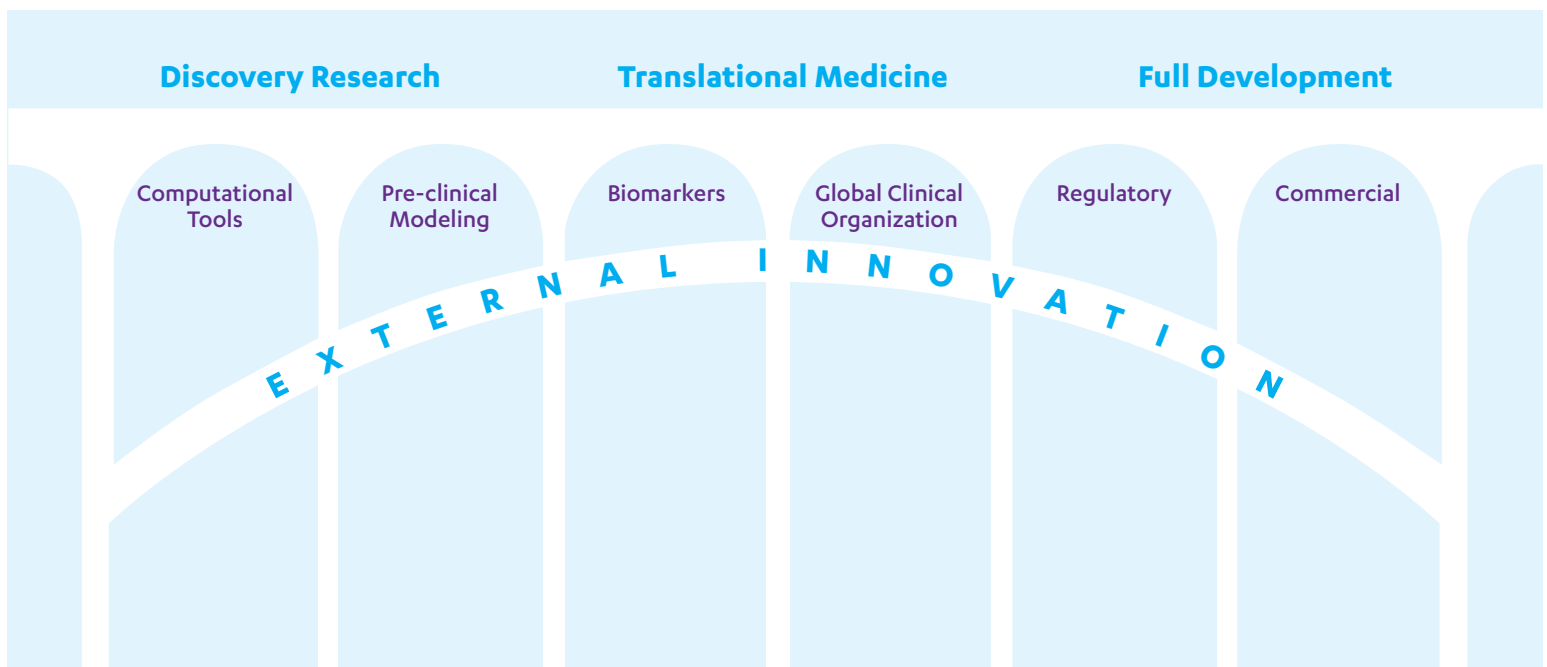 Discovery Research
Translational Medicine
Full Development
Computational
Tools
Pre-clinical
Modeling
Biomarkers
Global Clinical
Organization
Regulatory
Commercial
EXTERNAL INNOVATION